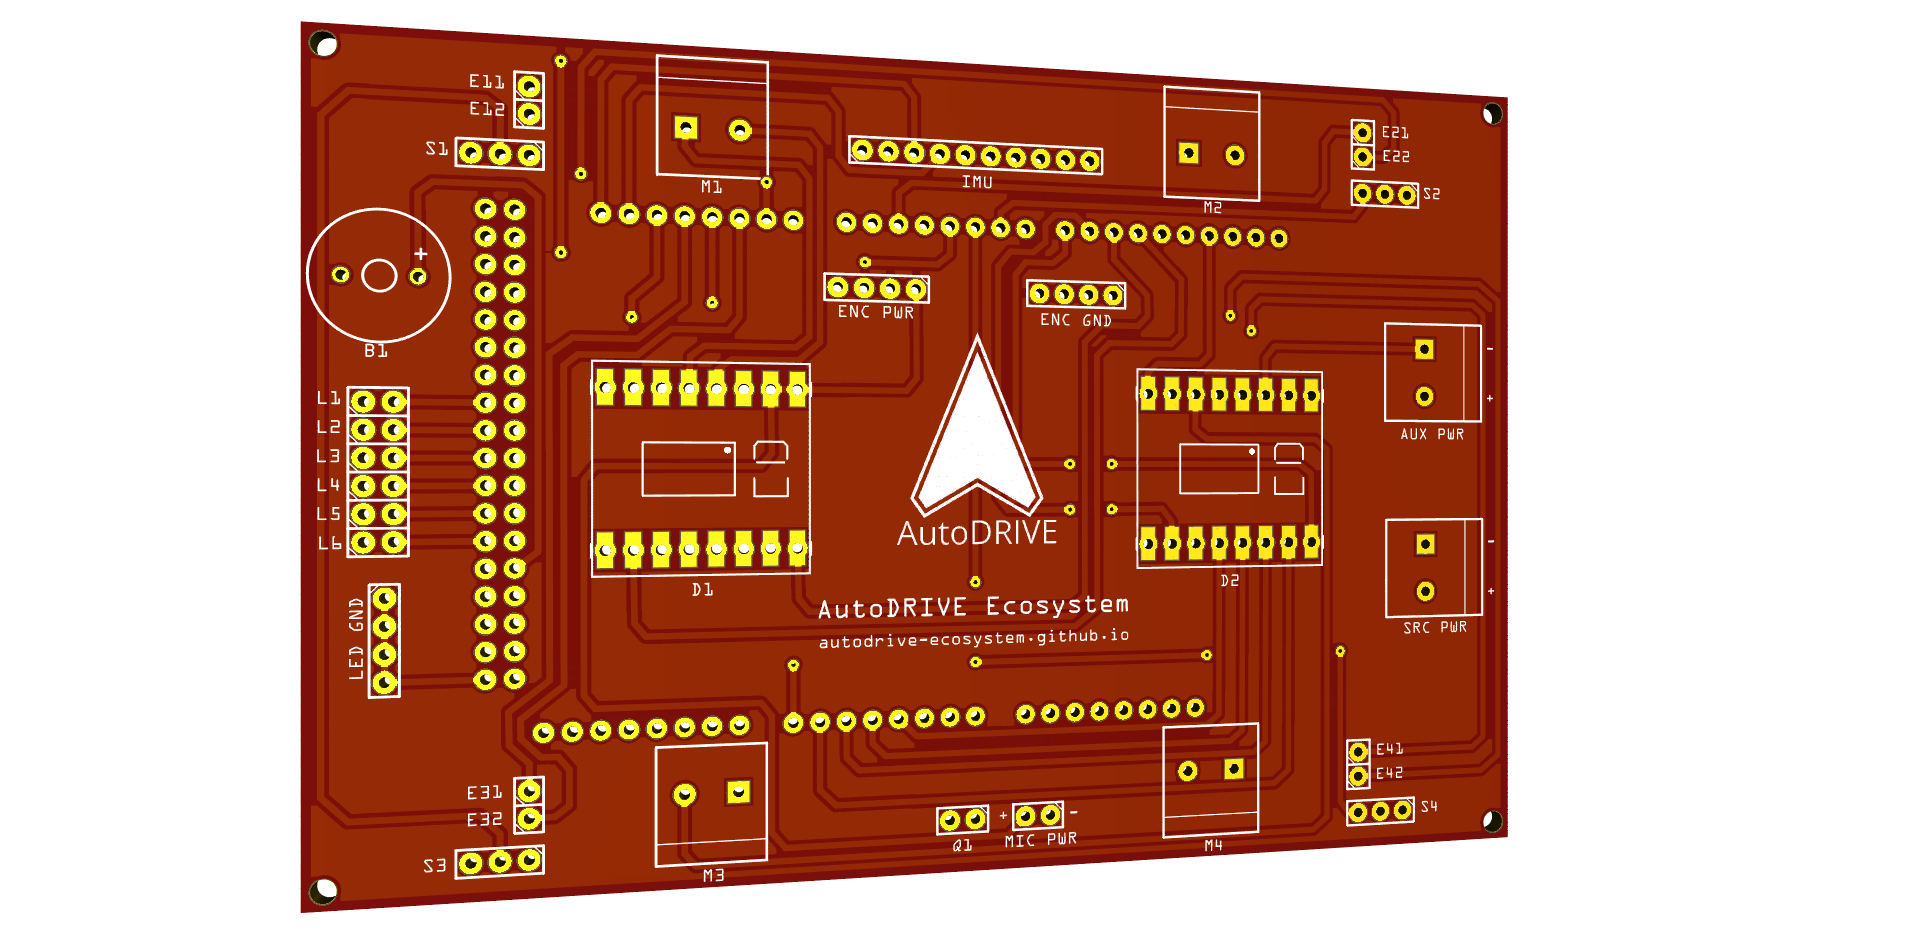 E11
E12
S1
M1
IMU
M2
E21
E22
S2
+
B1
ENC PWR
ENC GND
-
+
AUX PWR
L1
L2
L3
L4
L5
L6
AutoDRIVE
D1
D2
-
+
SRC PWR
LED GND
AutoDRIVE Ecosystem
autodrive-ecosystem.github.io
E31
E32
S3
M3
Q1
+ -
MIC PWR
M4
E41
E42
S4